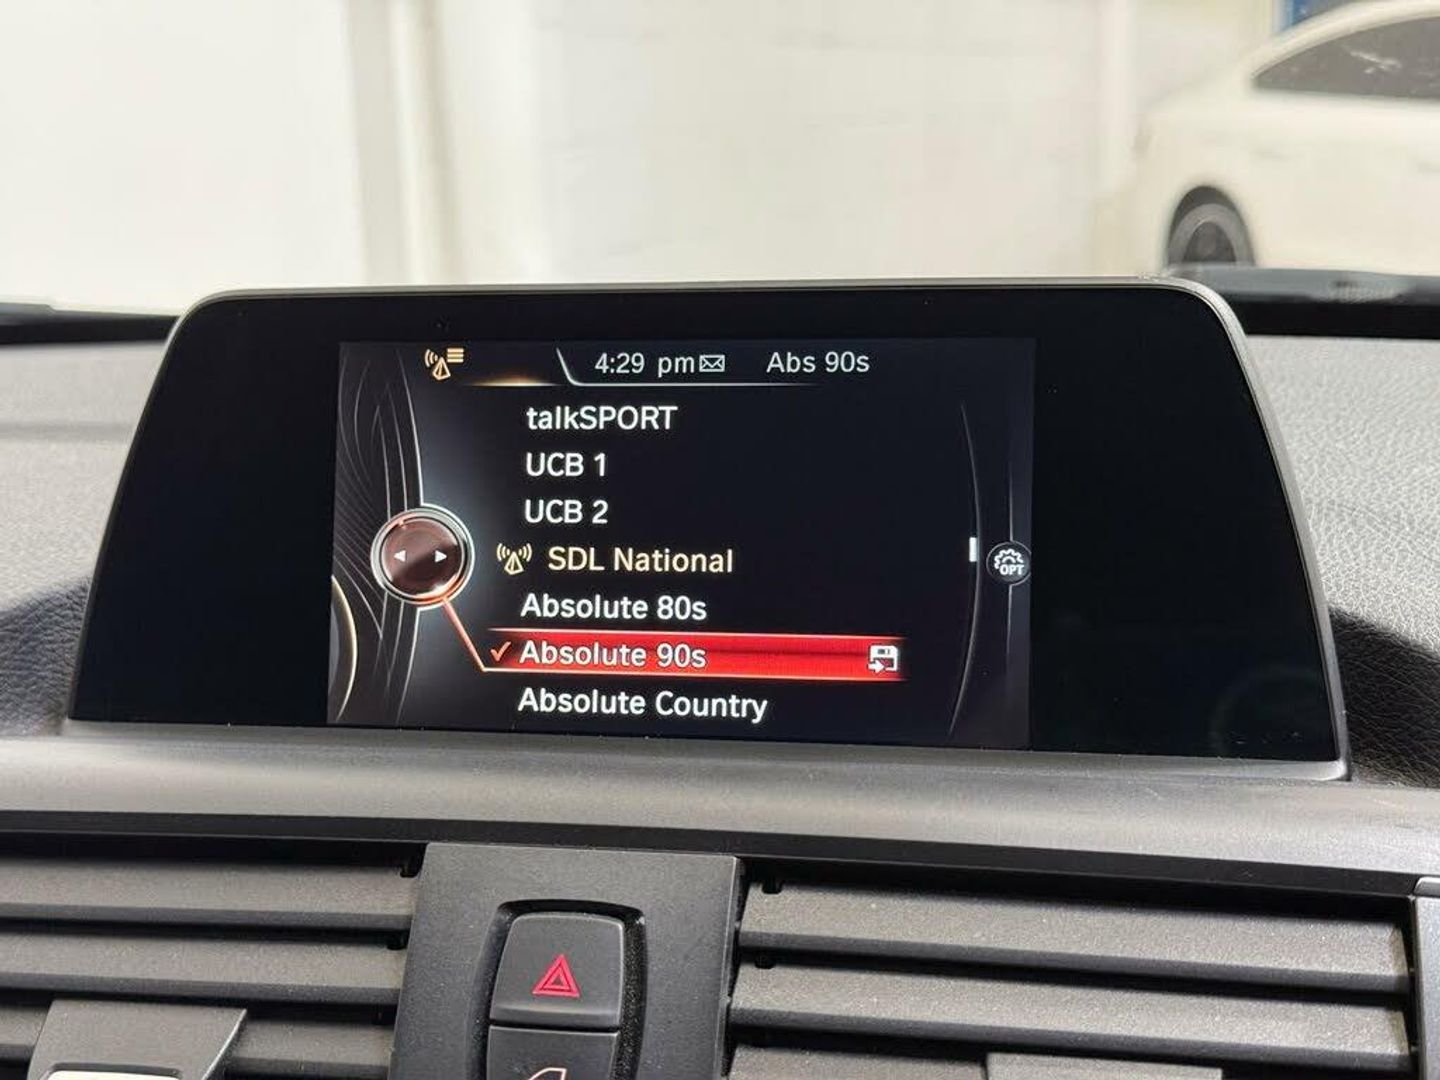 4:29 pm Abs 90s
talkSPORT
UCB 1
UCB 2
SDL National
Absolute 80s
Absolute 90s
Absolute Country
OPT